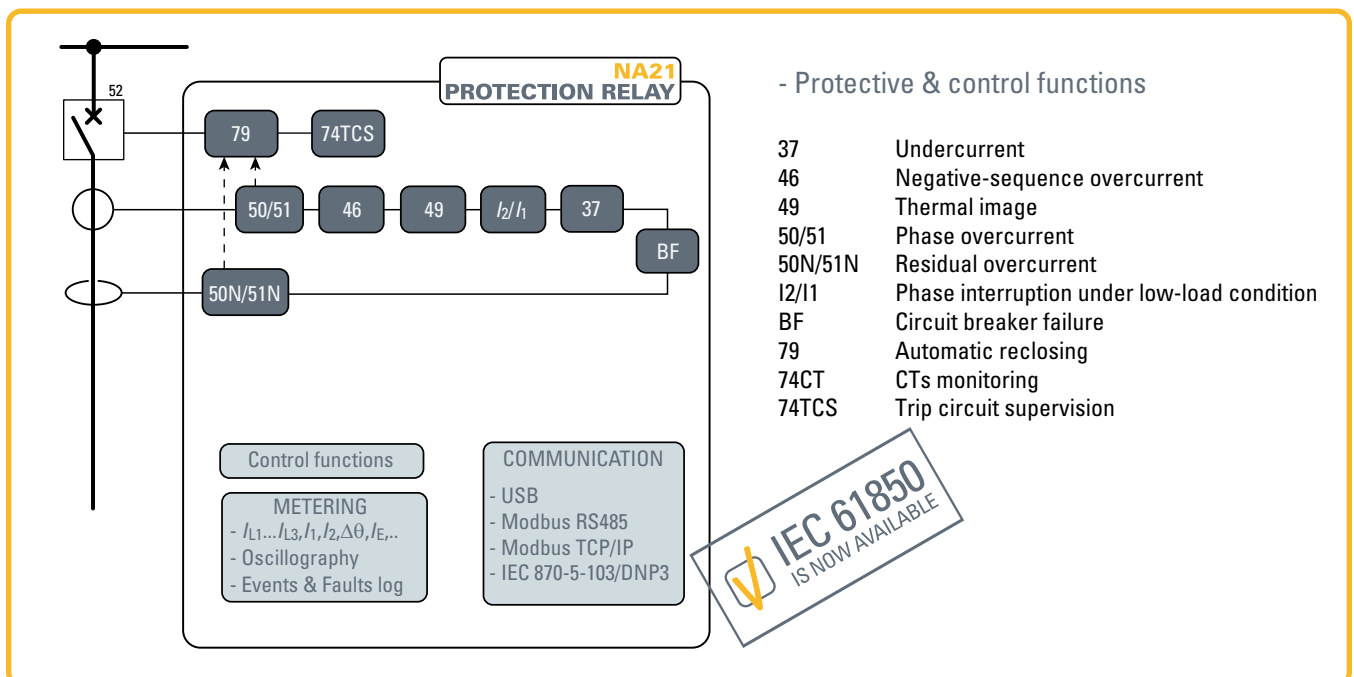 52
NA21
PROTECTION RELAY
79
74TCS
50/51
46
49
I2/I1
37
BF
50N/51N
Control functions
METERING
- IL1...IL3,I1,I2,Δθ,IE,..
- Oscillography
- Events & Faults log
COMMUNICATION
- USB
- Modbus RS485
- Modbus TCP/IP
- IEC 870-5-103/DNP3
- Protective & control functions
37 Undercurrent
46 Negative-sequence overcurrent
49 Thermal image
50/51 Phase overcurrent
50N/51N Residual overcurrent
I2/I1 Phase interruption under low-load condition
BF Circuit breaker failure
79 Automatic reclosing
74CT CTs monitoring
74TCS Trip circuit supervision
IEC 61850
IS NOW AVAILABLE